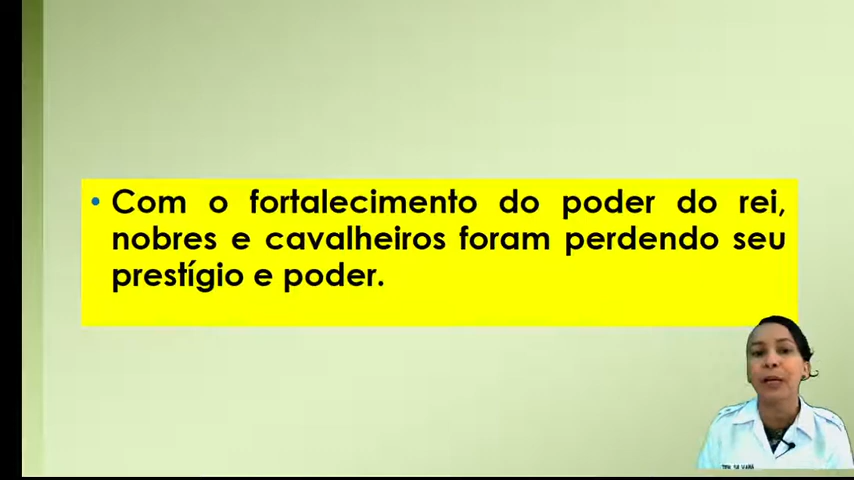 • Com o fortalecimento do poder do rei,
nobres e cavalheiros foram perdendo seu
prestígio e poder.